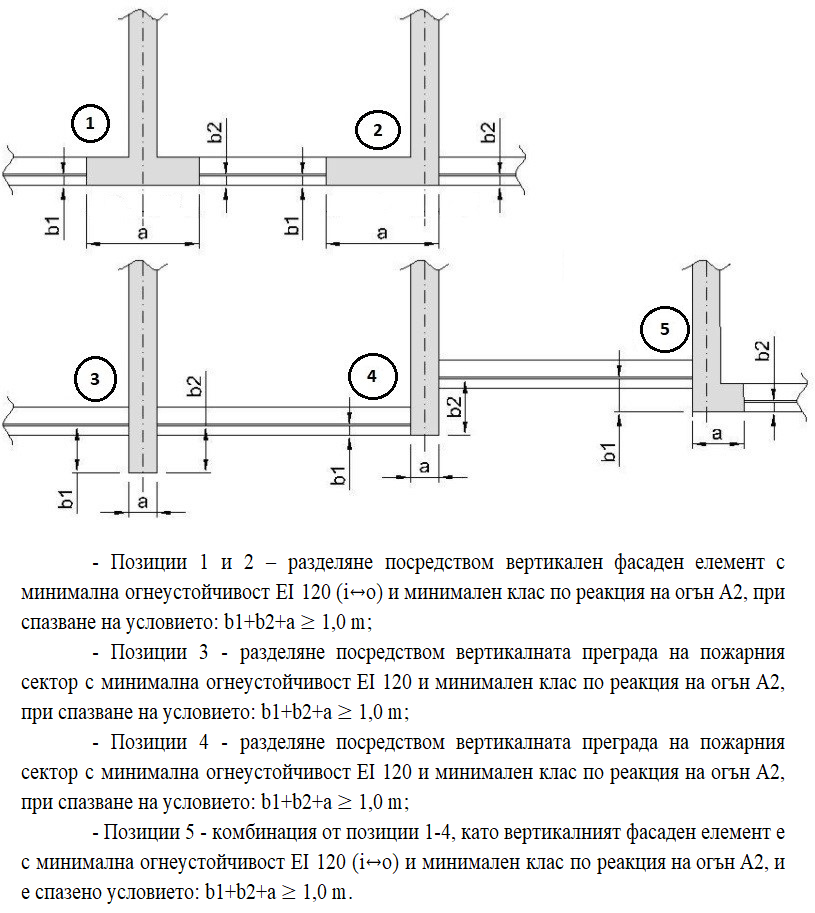 1
2
b2
b2
b1
b1
a
a
3
4
5
b2
b2
b2
b1
b1
b1
a
a
a
- Позиции 1 и 2 – разделяне посредством вертикален фасаден елемент с
минимална огнеустойчивост EI 120 (i↔o) и минимален клас по реакция на огън А2, при
спазване на условието: b1+b2+a ≥ 1,0 m;
- Позиции 3 - разделяне посредством вертикалната преграда на пожарния
сектор с минимална огнеустойчивост EI 120 и минимален клас по реакция на огън А2,
при спазване на условието: b1+b2+a ≥ 1,0 m;
- Позиции 4 - разделяне посредством вертикалната преграда на пожарния
сектор с минимална огнеустойчивост EI 120 и минимален клас по реакция на огън А2,
при спазване на условието: b1+b2+a ≥ 1,0 m;
- Позиции 5 - комбинация от позиции 1-4, като вертикалният фасаден елемент е
с минимална огнеустойчивост EI 120 (i↔o) и минимален клас по реакция на огън А2, и
е спазено условието: b1+b2+a ≥ 1,0 m.